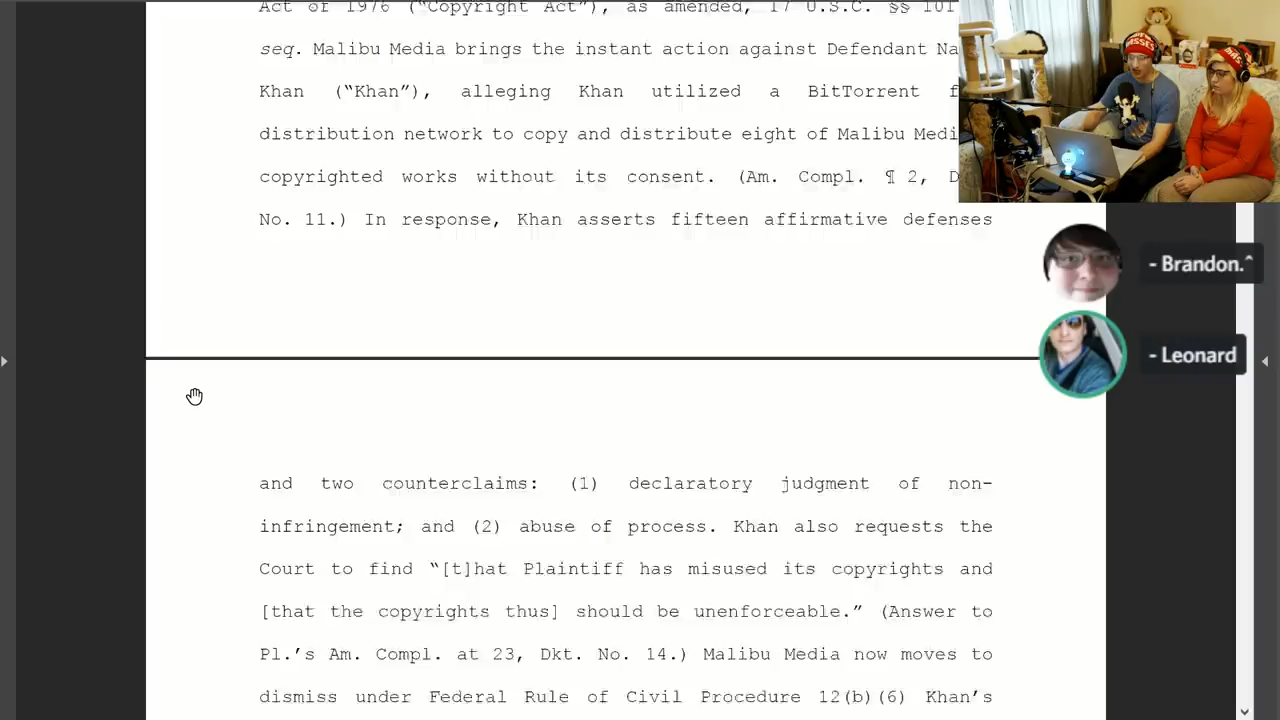 Act of 1976 (“Copyright Act”), as amended, 17 U.S.C. §§ 101
seq. Malibu Media brings the instant action against Defendant
Khan (“Khan”), alleging Khan utilized a BitTorrent
distribution network to copy and distribute eight of Malibu
copyrighted works without its consent. (Am. Compl. ¶ 2,
No. 11.) In response, Khan asserts fifteen affirmative defenses
- Brandon.^
- Leonard
and two counterclaims: (1) declaratory judgment of non-
infringement; and (2) abuse of process. Khan also requests the
Court to find “[t]hat Plaintiff has misused its copyrights and
[that the copyrights thus] should be unenforceable.” (Answer to
Pl.’s Am. Compl. at 23, Dkt. No. 14.) Malibu Media now moves to
dismiss under Federal Rule of Civil Procedure 12(b)(6) Khan’s